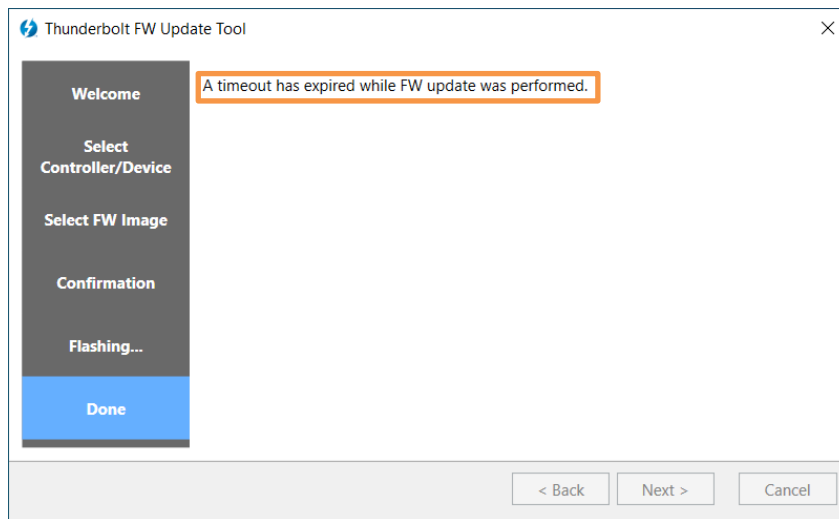 Thunderbolt FW Update Tool
Welcome
A timeout has expired while FW update was performed.
Select
Controller/Device
Select FW Image
Confirmation
Flashing...
Done
< Back
Next >
Cancel